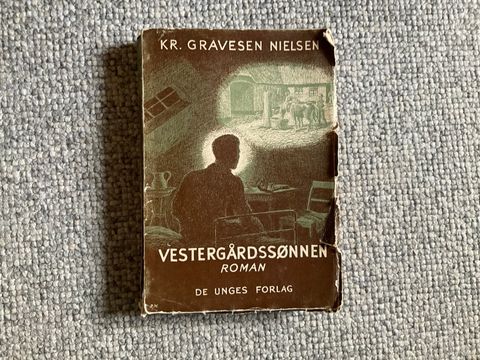 KR. GRAVESEN NIELSEN
VESTERGÅRDSSØNNEN
ROMAN
DE UNGES FORLAG